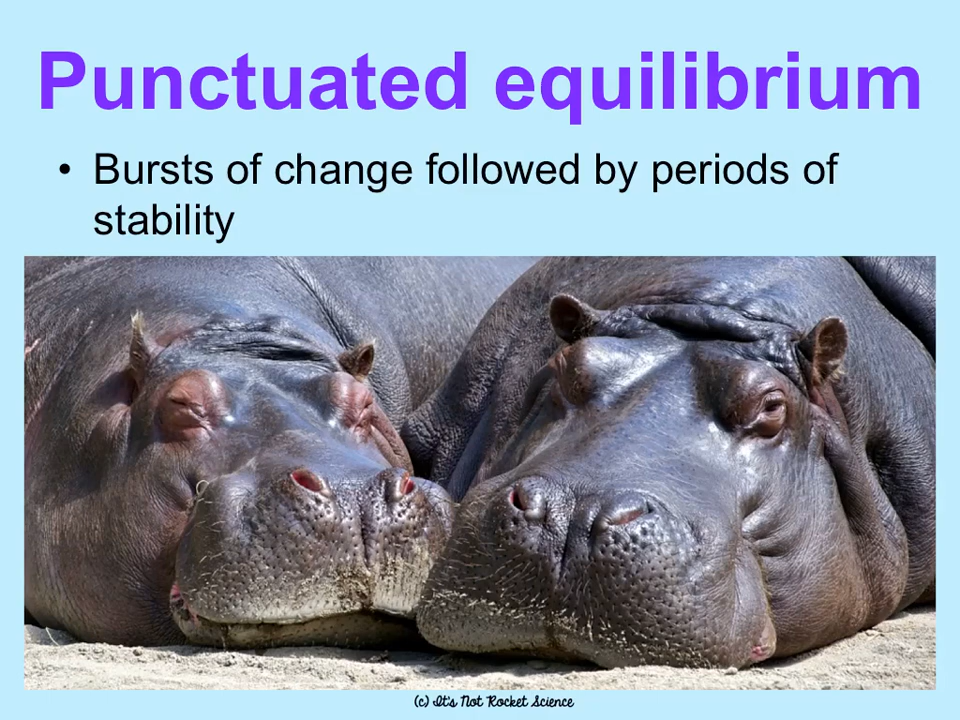 Punctuated equilibrium
• Bursts of change followed by periods of
stability
(c) It's Not Rocket Science